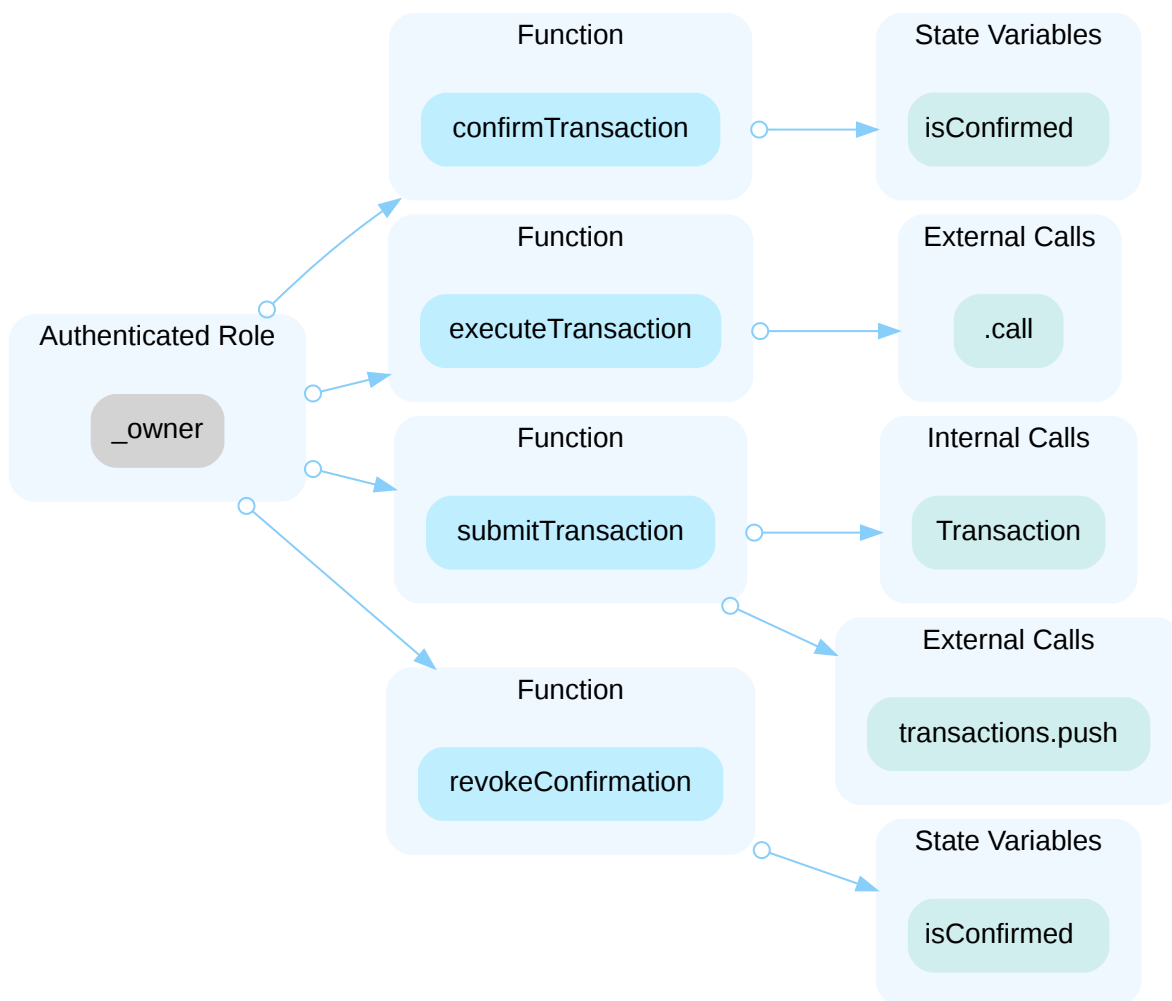 Authenticated Role
_owner
Function
confirmTransaction
State Variables
isConfirmed
Function
executeTransaction
External Calls
.call
Function
submitTransaction
Internal Calls
Transaction
External Calls
transactions.push
Function
revokeConfirmation
State Variables
isConfirmed